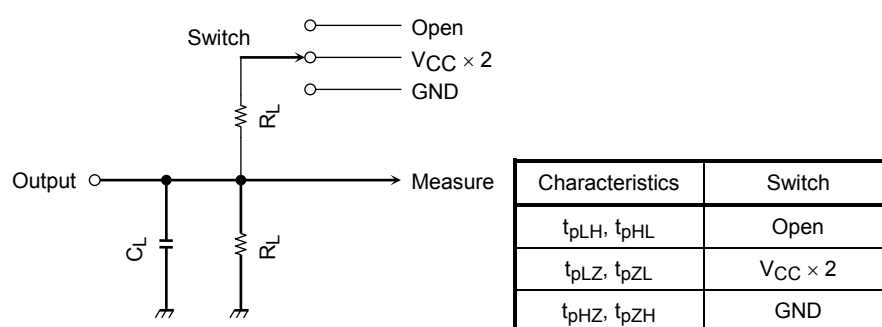 Switch
Open
VCC × 2
GND
RL
Output
Measure
CL
RL
Characteristics Switch
tpLH, tpHL Open
tpLZ, tpZL VCC × 2
tpHZ, tpZH GND